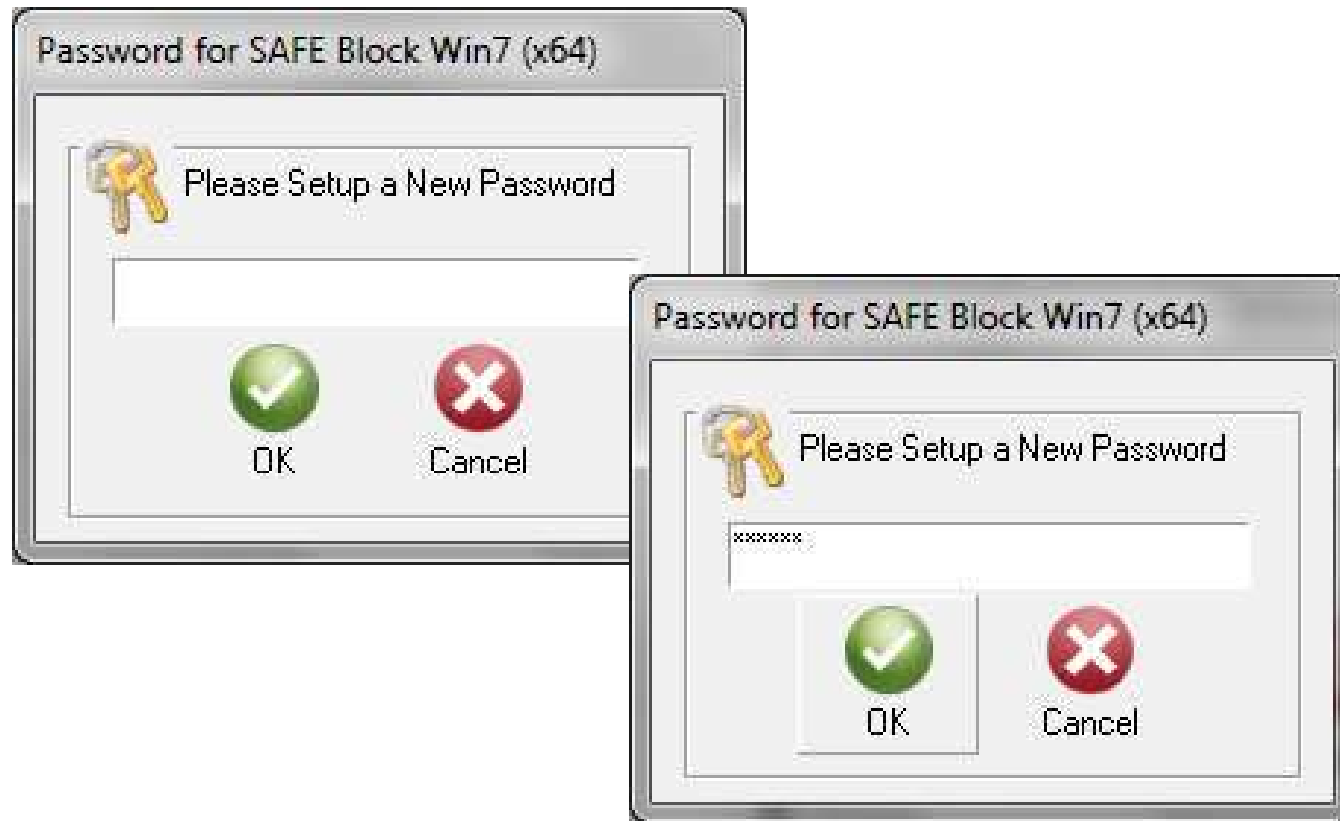 Password for SAFE Block Win7 (x64)
Please Setup a New Password
OK
Cancel
Password for SAFE Block Win7 (x64)
Please Setup a New Password
xxxxxx
OK
Cancel